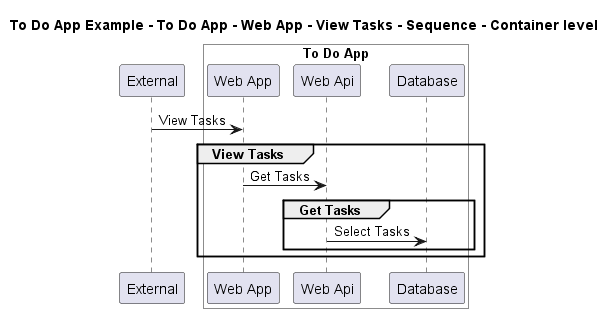 To Do App Example - To Do App - Web App - View Tasks - Sequence - Container level
To Do App
External Web App Web Api Database
View Tasks
View Tasks
Get Tasks
Get Tasks
Select Tasks
External Web App Web Api Database